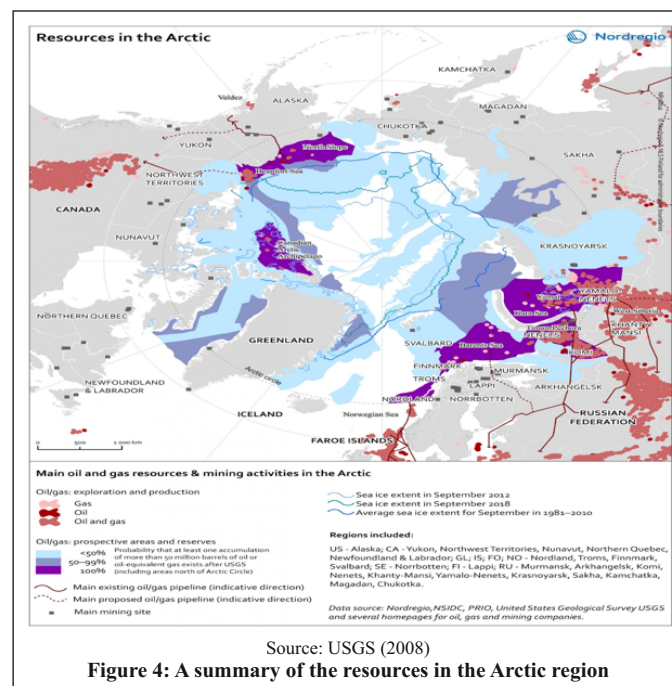 Resources in the Arctic
Nordregio
KAMCHATKA
ALASKA
Valdez
MAGADAN
CHUKOTKA
YUKON
North Slope
SAKHA
NORTHWEST
TERRITORIES
Beaufort Sea
CANADA
KRASNOYARSK
NUNAVUT
Canadian
Arctic
Archipelago
YAMALO-
NENETS
Yamal
Kara Sea
West Siberia
NORTHERN QUEBEC
KHANTY
MANSI
Timan-Pechora
NENETS
GREENLAND
SVALBARD
Barents Sea
KOMI
FINNMARK
MURMANSK
TROMS
Arctic circle
LAPPI
ARKHANGELSK
NEWFOUNDLAND
& LABRADOR
NORDLAND
NORRBOTTEN
ICELAND
Norwegian Sea
RUSSIAN
FEDERATION
FAROE ISLANDS
0 500 1 000 km
Main oil and gas resources & mining activities in the Arctic
Oil/gas: exploration and production
Gas
Oil
Oil and gas
Oil/gas: prospective areas and reserves
<50%
50–99%
100%
Probability that at least one accumulation
of more than 50 million barrels of oil or
oil-equivalent gas exists after USGS
(including areas north of Arctic Circle)
Main existing oil/gas pipeline (indicative direction)
Main proposed oil/gas pipeline (indicative direction)
Main mining site
Sea ice extent in September 2012
Sea ice extent in September 2018
Average sea ice extent for September in 1981–2010
Regions included:
US - Alaska; CA - Yukon, Northwest Territories, Nunavut, Northern Quebec,
Newfoundland & Labrador; GL; IS; FO; NO - Nordland, Troms, Finnmark,
Svalbard; SE - Norrbotten; FI - Lappi; RU - Murmansk, Arkhangelsk, Komi,
Nenets, Khanty-Mansi, Yamalo-Nenets, Krasnoyarsk, Sakha, Kamchatka,
Magadan, Chukotka.
Data source: Nordregio, NSIDC, PRIO, United States Geological Survey USGS
and several homepages for oil, gas and mining companies.
Source: USGS (2008)
Figure 4: A summary of the resources in the Arctic region